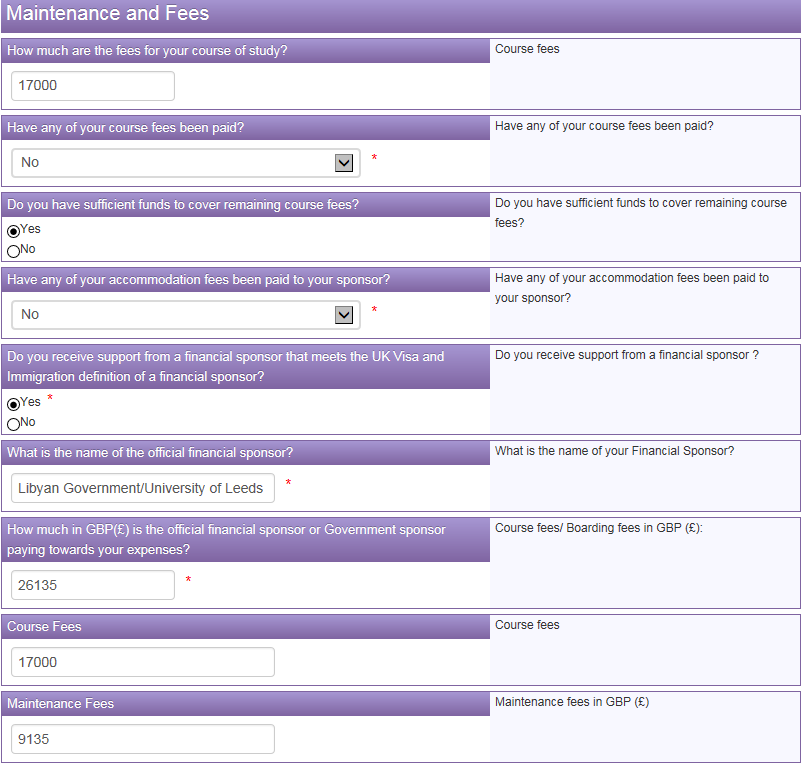 Maintenance and Fees
How much are the fees for your course of study?
Course fees
17000
Have any of your course fees been paid?
Have any of your course fees been paid?
No
*
Do you have sufficient funds to cover remaining course fees?
Do you have sufficient funds to cover remaining course
fees?
Yes
No
Have any of your accommodation fees been paid to your sponsor?
Have any of your accommodation fees been paid to
your sponsor?
No
*
Do you receive support from a financial sponsor that meets the UK Visa and
Immigration definition of a financial sponsor?
Do you receive support from a financial sponsor ?
Yes *
No
What is the name of the official financial sponsor?
What is the name of your Financial Sponsor?
Libyan Government/University of Leeds
*
How much in GBP(£) is the official financial sponsor or Government sponsor
paying towards your expenses?
Course fees/ Boarding fees in GBP (£):
26135
*
Course Fees
Course fees
17000
Maintenance Fees
Maintenance fees in GBP (£)
9135